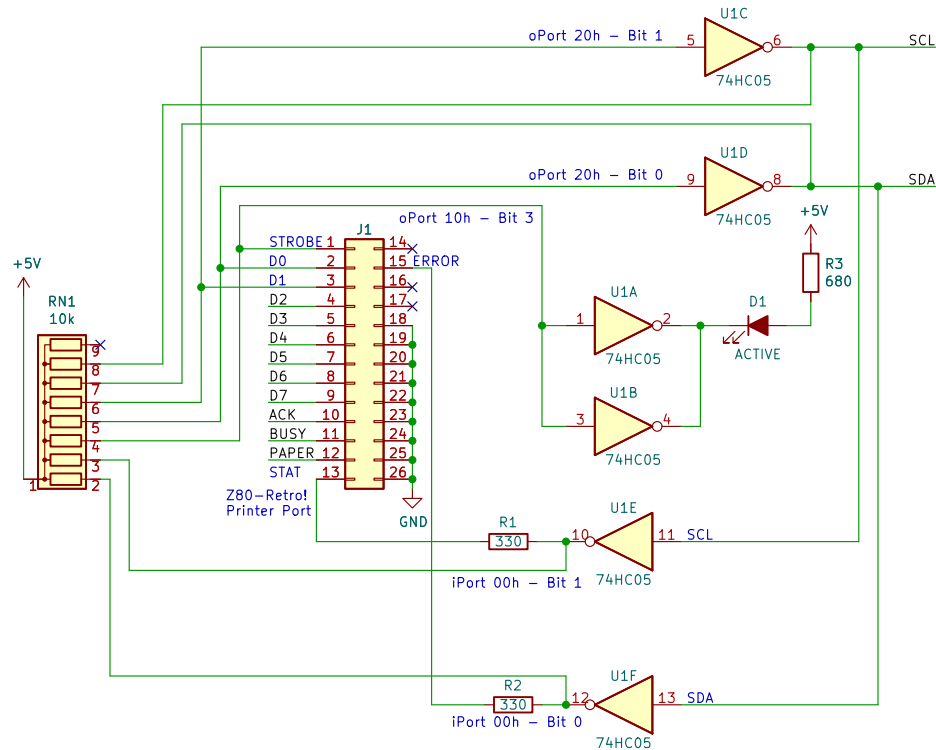 U1C
oPort 20h - Bit 1
5
6
SCL
74HC05
U1D
oPort 20h - Bit 0
9
8
SDA
74HC05
+5V
R3
680
oPort 10h - Bit 3
J1
STROBE 1
14
D0 2
15 ERROR
D1 3
16
D2 4
17
D3 5
18
D4 6
19
D5 7
20
D6 8
21
D7 9
22
ACK 10
23
BUSY 11
24
PAPER 12
25
STAT 13
26
Z80-Retro!
Printer Port
GND
+5V
RN1
10k
9
8
7
6
5
4
3
1
2
U1A
1
2
74HC05
D1
ACTIVE
U1B
3
4
74HC05
U1E
R1
330
10
11 SCL
74HC05
iPort 00h - Bit 1
U1F
R2
330
12
13 SDA
iPort 00h - Bit 0
74HC05